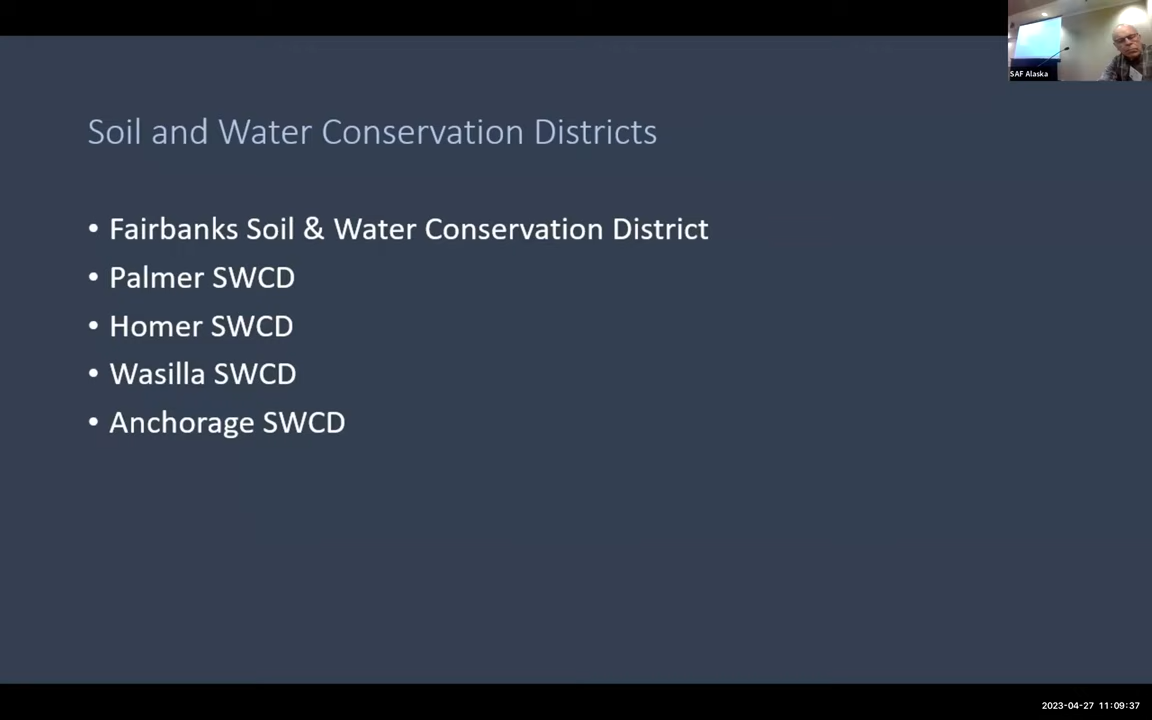 SAF Alaska
Soil and Water Conservation Districts
• Fairbanks Soil & Water Conservation District
• Palmer SWCD
• Homer SWCD
• Wasilla SWCD
• Anchorage SWCD
2023-04-27 11:09:37